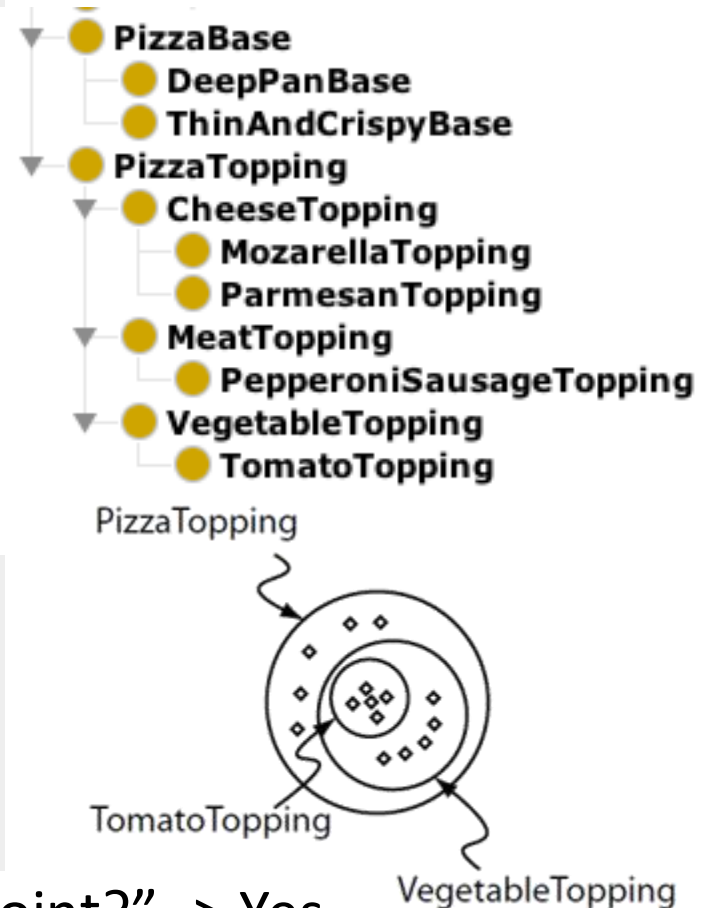 PizzaBase
DeepPanBase
ThinAndCrispyBase
PizzaTopping
CheeseTopping
MozarellaTopping
ParmesanTopping
MeatTopping
PepperoniSausageTopping
VegetableTopping
TomatoTopping
PizzaTopping
TomatoTopping
VegetableTopping